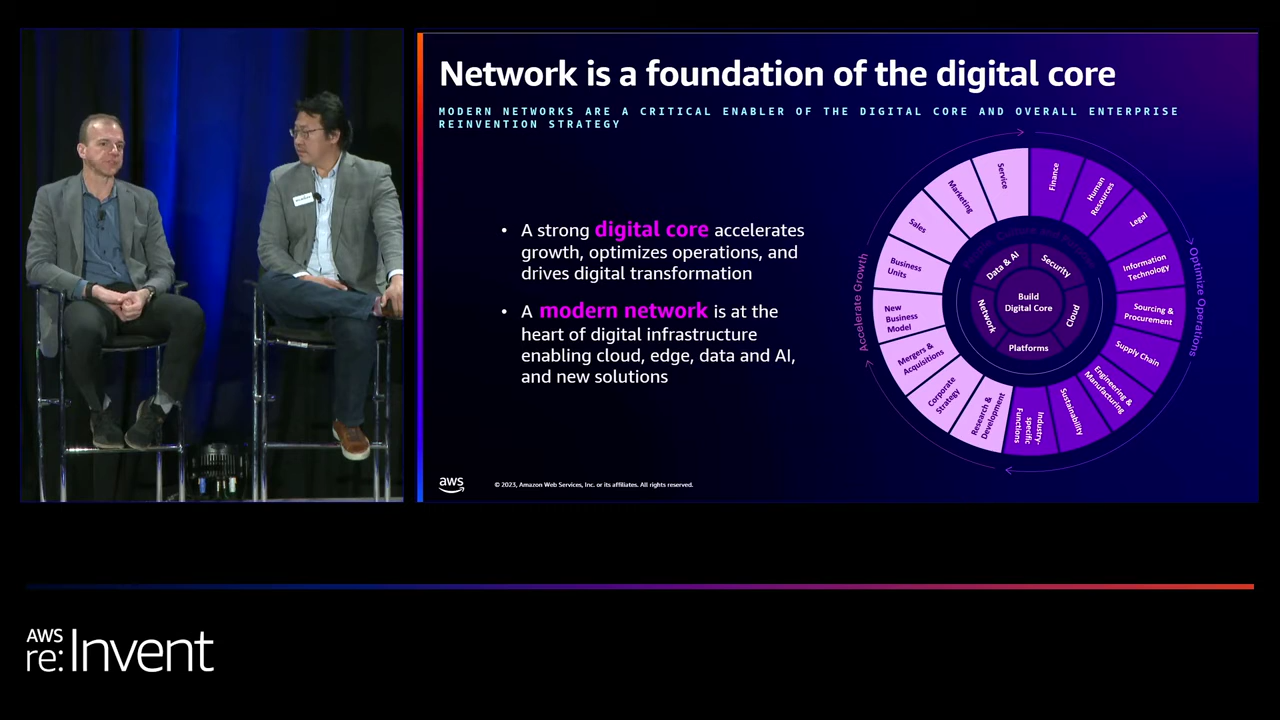 Network is a foundation of the digital core
MODERN NETWORKS ARE A CRITICAL ENABLER OF THE DIGITAL CORE AND OVERALL ENTERPRISE
REINVENTION STRATEGY
• A strong digital core accelerates
growth, optimizes operations, and
drives digital transformation
• A modern network is at the
heart of digital infrastructure
enabling cloud, edge, data and AI,
and new solutions
Accelerate Growth
Optimize Operations
Service
Marketing
Sales
Business
Units
New
Business
Model
Mergers &
Acquisitions
Corporate
Strategy
Research &
Development
Finance
Human
Resources
Legal
Information
Technology
Sourcing &
Procurement
Supply Chain
Engineering &
Manufacturing
Sustainability
Industry-
specific
Functions
Data & AI
Security
Cloud
Platforms
Network
Build
Digital Core
aws
© 2023, Amazon Web Services, Inc. or its affiliates. All rights reserved.
AWS
re:Invent